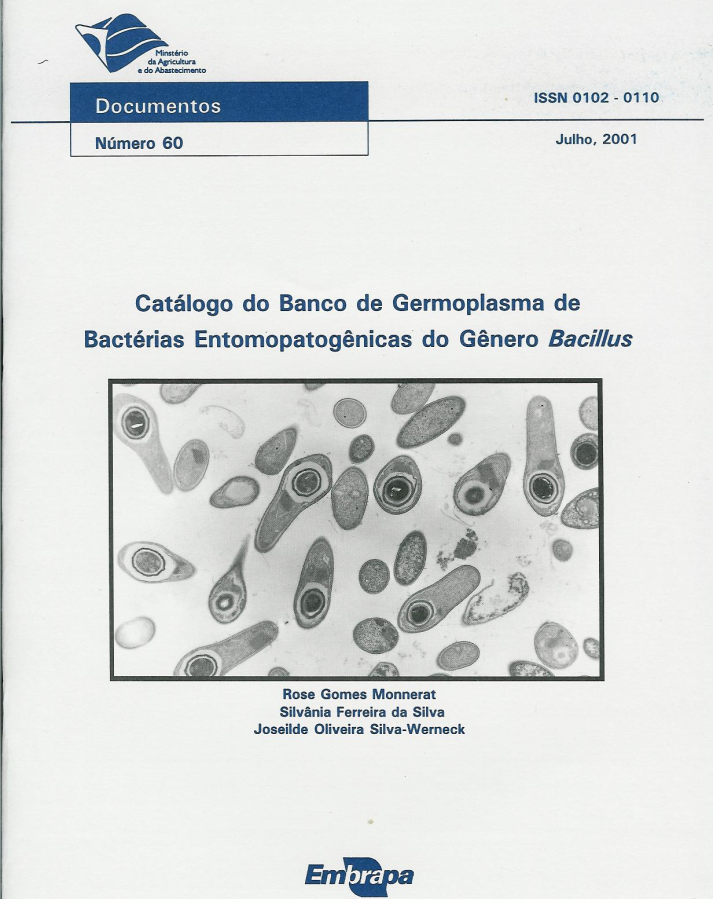 Ministério
da Agricultura
e do Abastecimento
Documentos
ISSN 0102 - 0110
Número 60
Julho, 2001
Catálogo do Banco de Germoplasma de
Bactérias Entomopatogênicas do Gênero Bacillus
Rose Gomes Monnerat
Silvânia Ferreira da Silva
Joseilde Oliveira Silva-Werneck
Embrapa